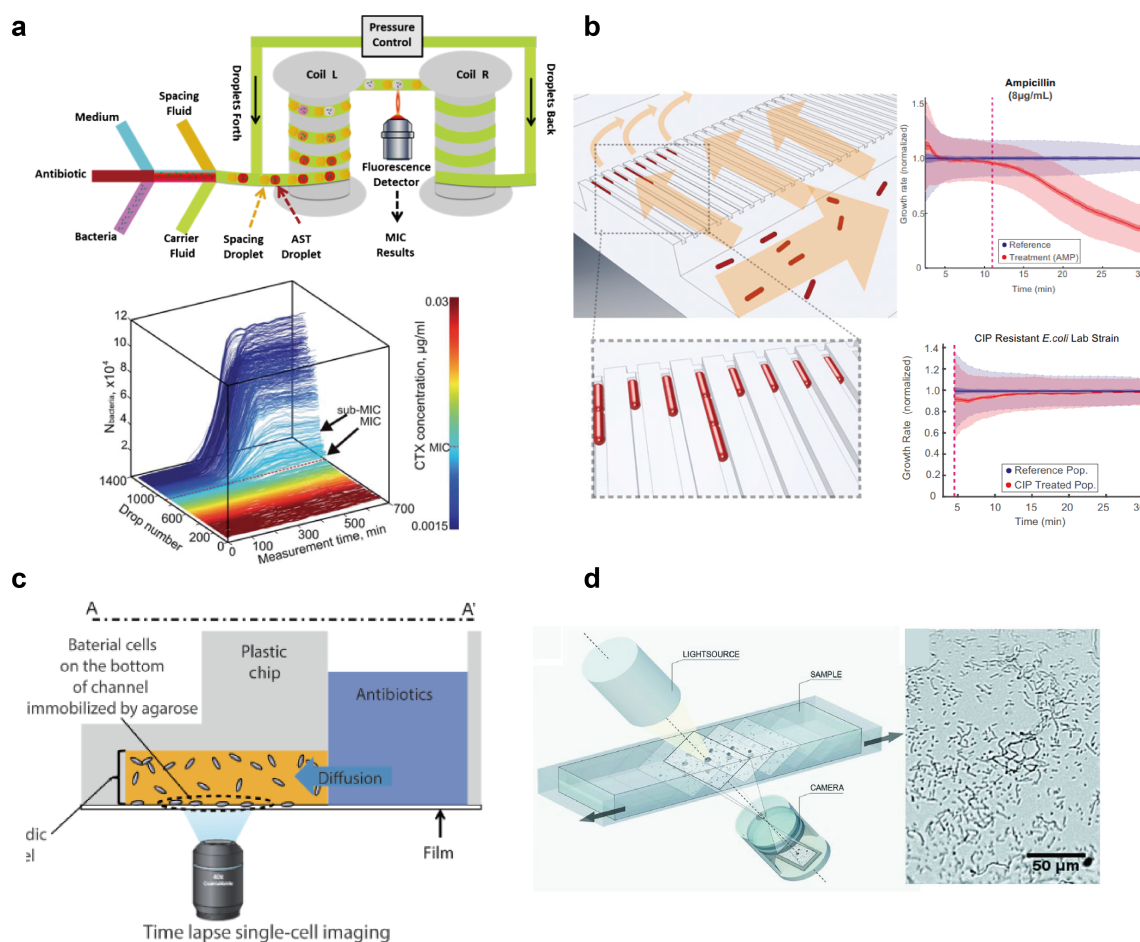 a
Pressure
Control
Coil L
Coil R
Droplets Forth
Droplets Back
Spacing
Fluid
Medium
Antibiotic
Bacteria
Carrier
Fluid
Spacing
Droplet
AST
Droplet
Fluorescence
Detector
MIC
Results
12
10
8
6
4
2
Nbacteria, x10⁴
sub-MIC
MIC
1400
1000
600
200
0
Drop number
0
100
300
500
700
Measurement time, min
0.03
MIC
0.0015
CTX concentration, µg/ml
b
Ampicillin
(8µg/mL)
1.5
1.0
0.5
0
Growth rate (normalized)
Reference
Treatment (AMP)
5
10
15
20
25
30
Time (min)
CIP Resistant E.coli Lab Strain
1.4
1.2
1
0.8
0.6
0.4
0.2
0
Growth Rate (normalized)
Reference Pop.
CIP Treated Pop.
5
10
15
20
25
30
Time (min)
c
A
A'
Baterial cells
on the bottom
of channel
immobilized by agarose
Plastic
chip
Antibiotics
Diffusion
dic
el
Film
Time lapse single-cell imaging
d
LIGHTSOURCE
SAMPLE
CAMERA
50 µm